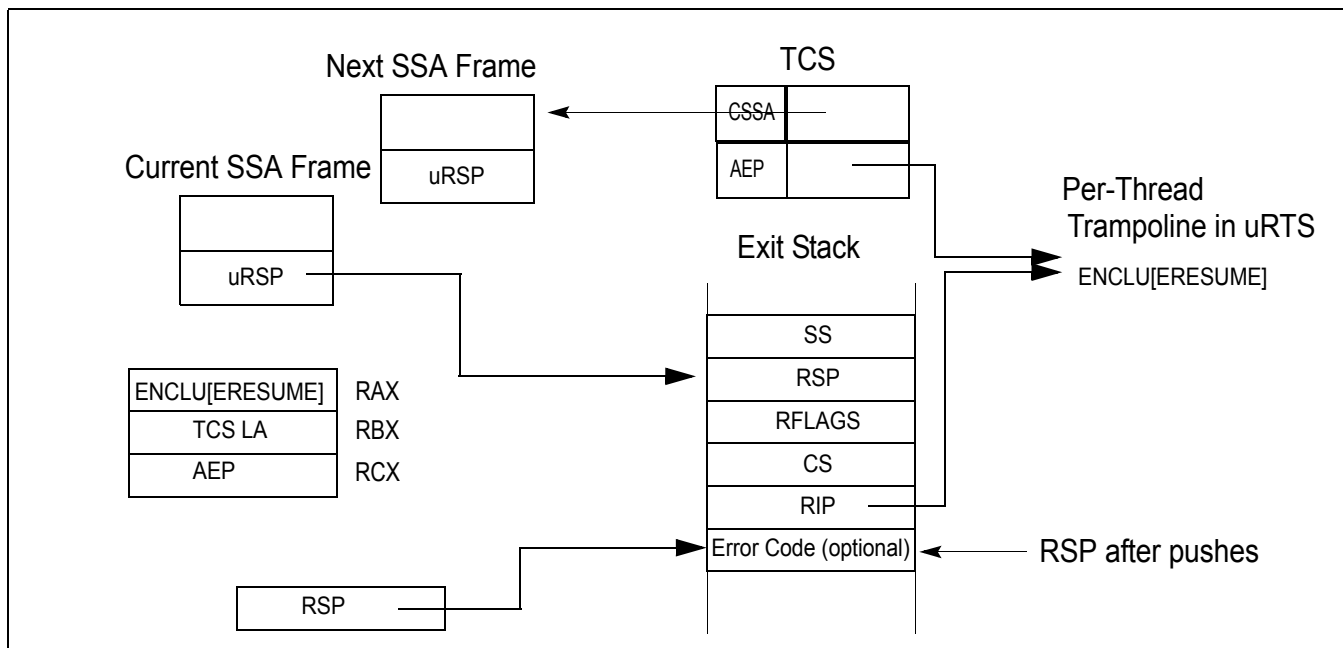 Next SSA Frame
TCS
CSSA
AEP
uRSP
Current SSA Frame
uRSP
Per-Thread
Trampoline in uRTS
ENCLU[ERESUME]
Exit Stack
SS
RSP
RFLAGS
CS
RIP
Error Code (optional)
RSP after pushes
ENCLU[ERESUME] RAX
TCS LA RBX
AEP RCX
RSP